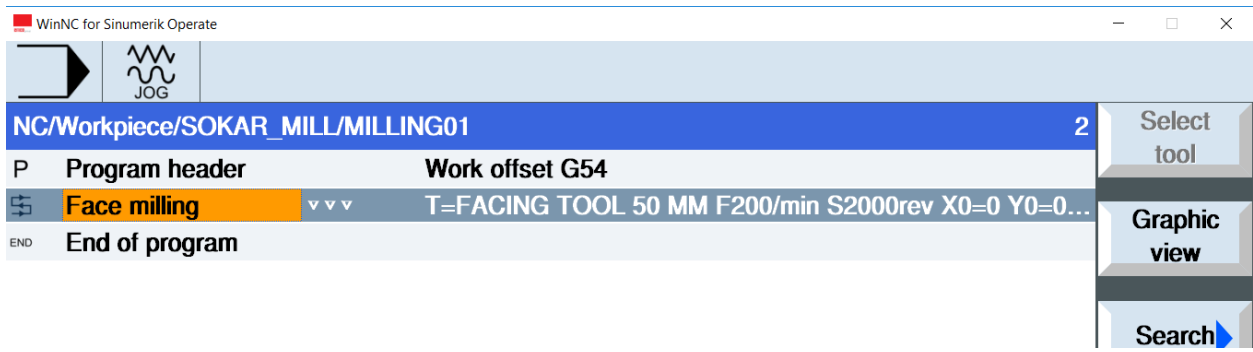 WinNC for Sinumerik Operate
JOG
NC/Workpiece/SOKAR_MILL/MILLING01 2
P Program header Work offset G54
Face milling ∨∨∨ T=FACING TOOL 50 MM F200/min S2000rev X0=0 Y0=0...
END End of program
Select
tool
Graphic
view
Search